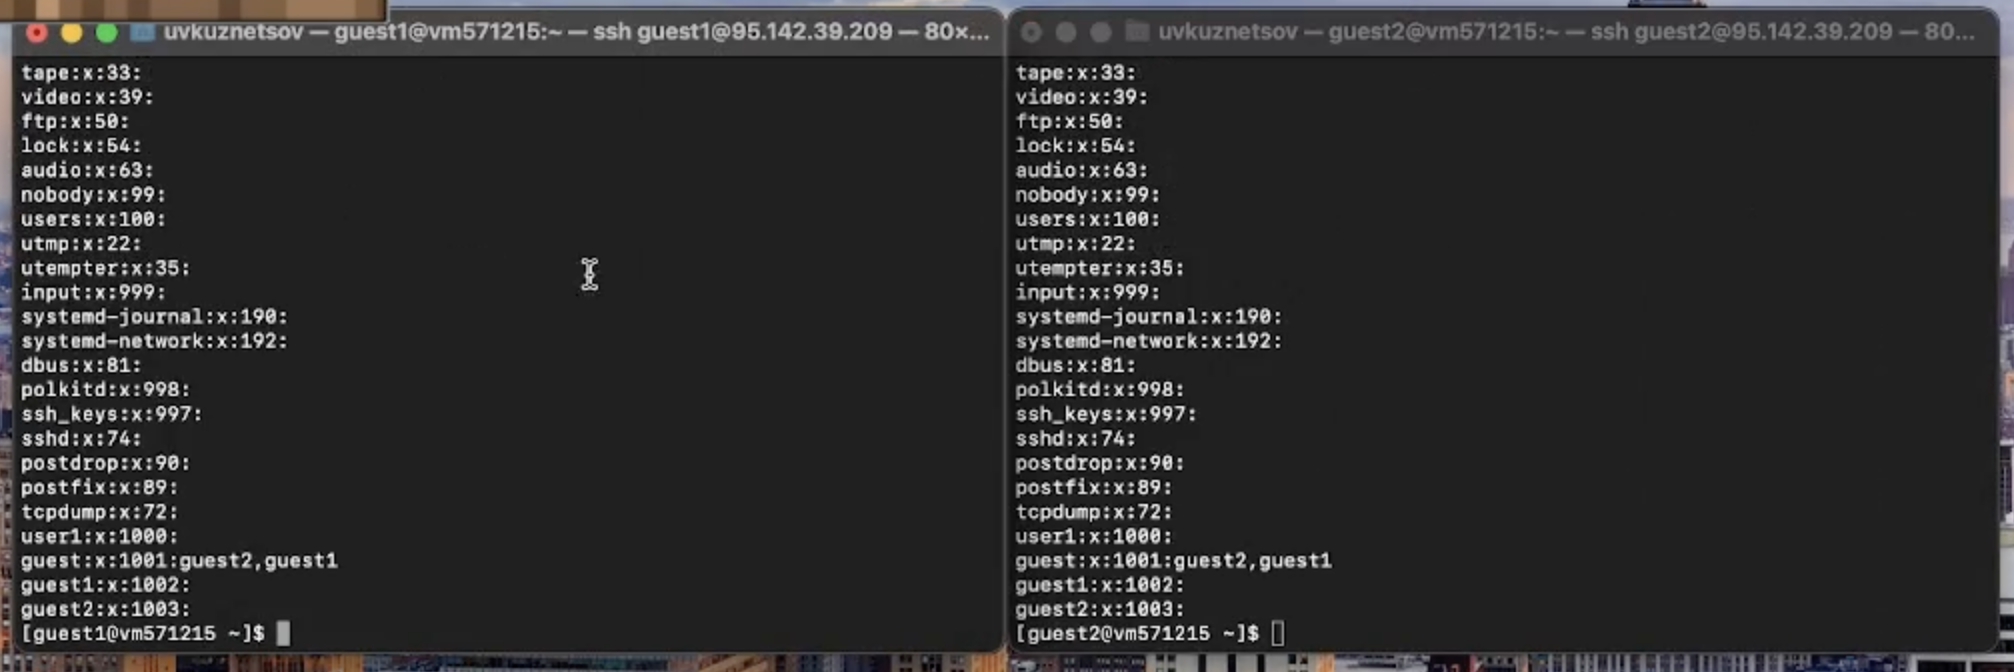 uvkuznetsov — guest1@vm571215:~ — ssh guest1@95.142.39.209 — 80×...
tape:x:33:
video:x:39:
ftp:x:50:
lock:x:54:
audio:x:63:
nobody:x:99:
users:x:100:
utmp:x:22:
utempter:x:35:
input:x:999:
systemd-journal:x:190:
systemd-network:x:192:
dbus:x:81:
polkitd:x:998:
ssh_keys:x:997:
sshd:x:74:
postdrop:x:90:
postfix:x:89:
tcpdump:x:72:
user1:x:1000:
guest:x:1001:guest2,guest1
guest1:x:1002:
guest2:x:1003:
[guest1@vm571215 ~]$
uvkuznetsov — guest2@vm571215:~ — ssh guest2@95.142.39.209 — 80...
tape:x:33:
video:x:39:
ftp:x:50:
lock:x:54:
audio:x:63:
nobody:x:99:
users:x:100:
utmp:x:22:
utempter:x:35:
input:x:999:
systemd-journal:x:190:
systemd-network:x:192:
dbus:x:81:
polkitd:x:998:
ssh_keys:x:997:
sshd:x:74:
postdrop:x:90:
postfix:x:89:
tcpdump:x:72:
user1:x:1000:
guest:x:1001:guest2,guest1
guest1:x:1002:
guest2:x:1003:
[guest2@vm571215 ~]$